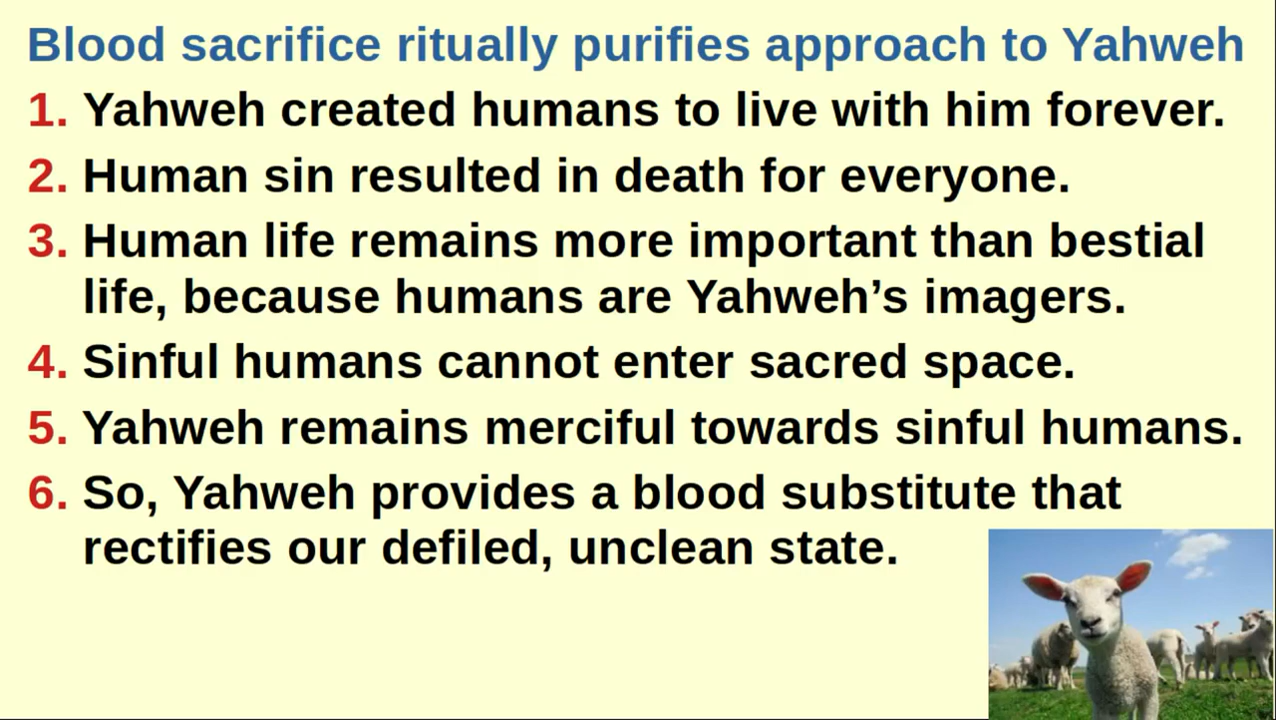 Blood sacrifice ritually purifies approach to Yahweh
1. Yahweh created humans to live with him forever.
2. Human sin resulted in death for everyone.
3. Human life remains more important than bestial
life, because humans are Yahweh’s imagers.
4. Sinful humans cannot enter sacred space.
5. Yahweh remains merciful towards sinful humans.
6. So, Yahweh provides a blood substitute that
rectifies our defiled, unclean state.